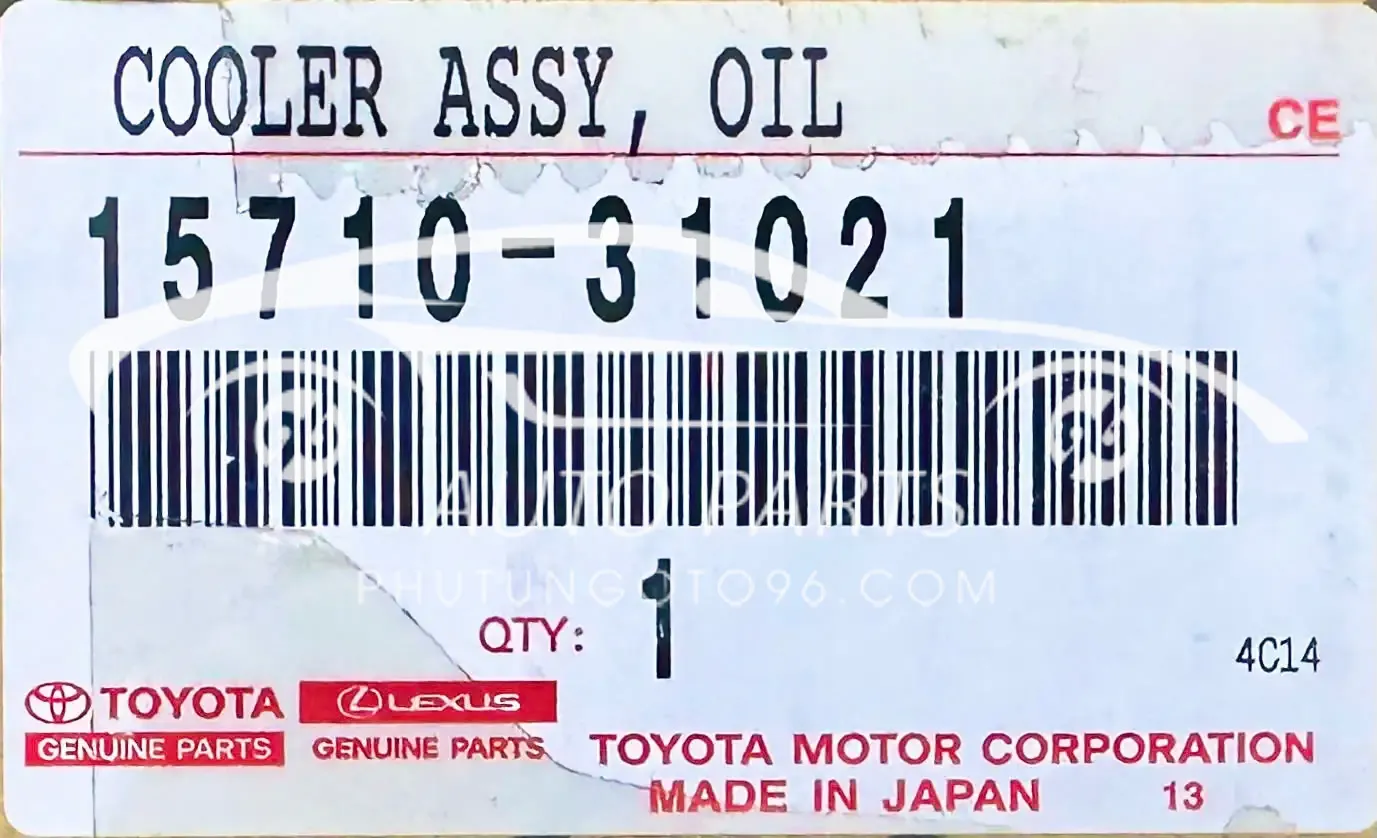 COOLER ASSY, OIL
CE
15710-31021
AUTO PARTS
PHUTUNGOTO96.COM
QTY: 1
4C14
TOYOTA
GENUINE PARTS
LEXUS
GENUINE PARTS
TOYOTA MOTOR CORPORATION
MADE IN JAPAN 13